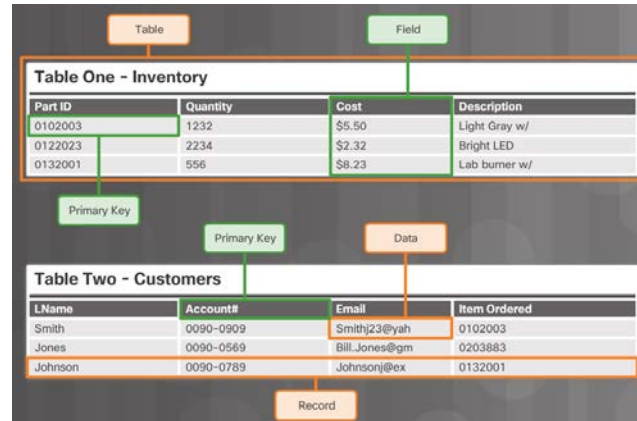 Table Field
Table One - Inventory
Part ID Quantity Cost Description
0102003 1232 $5.50 Light Gray w/
0122023 2234 $2.32 Bright LED
0132001 556 $8.23 Lab burner w/
Primary Key
Primary Key Data
Table Two - Customers
LName Account# Email Item Ordered
Smith 0090-0909 Smithj23@yah 0102003
Jones 0090-0569 Bill.Jones@gm 0203883
Johnson 0090-0789 Johnsonj@ex 0132001
Record